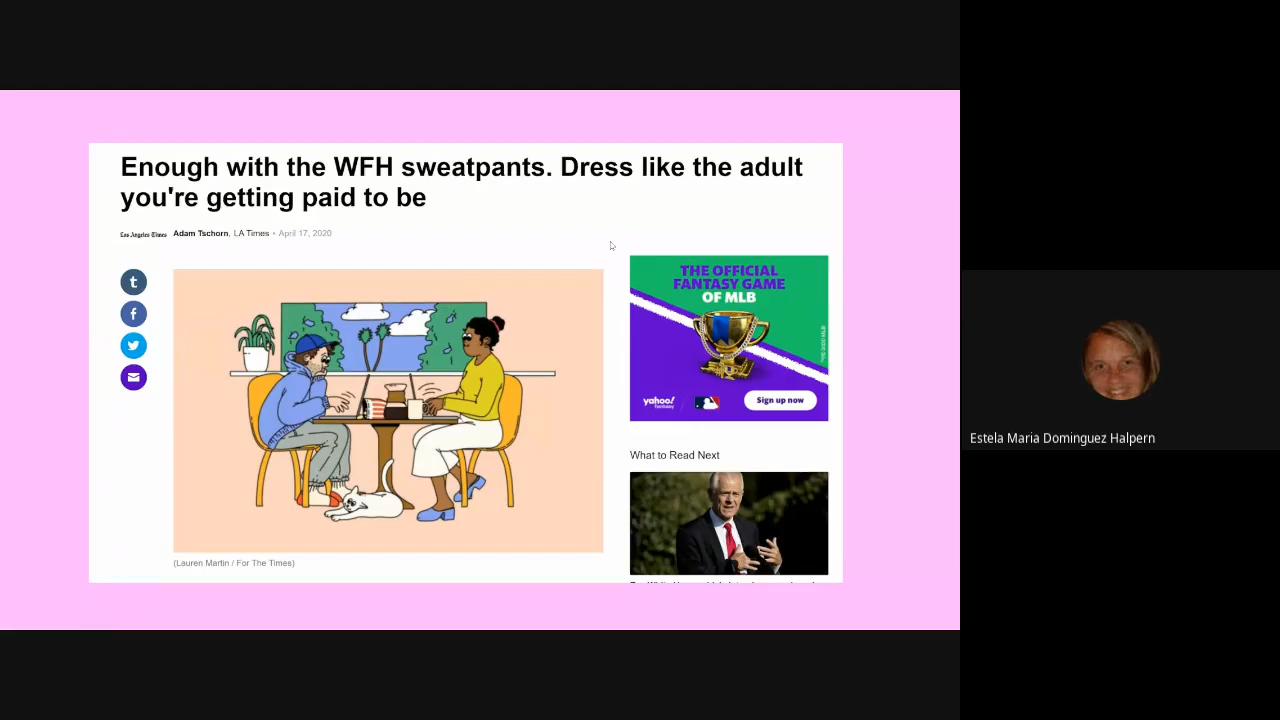 Enough with the WFH sweatpants. Dress like the adult
you're getting paid to be
Los Angeles Times Adam Tschorn, LA Times • April 17, 2020
t
f
THE OFFICIAL
FANTASY GAME
OF MLB
yahoo!
fantasy
Sign up now
What to Read Next
(Lauren Martin / For The Times)
Estela Maria Dominguez Halpern